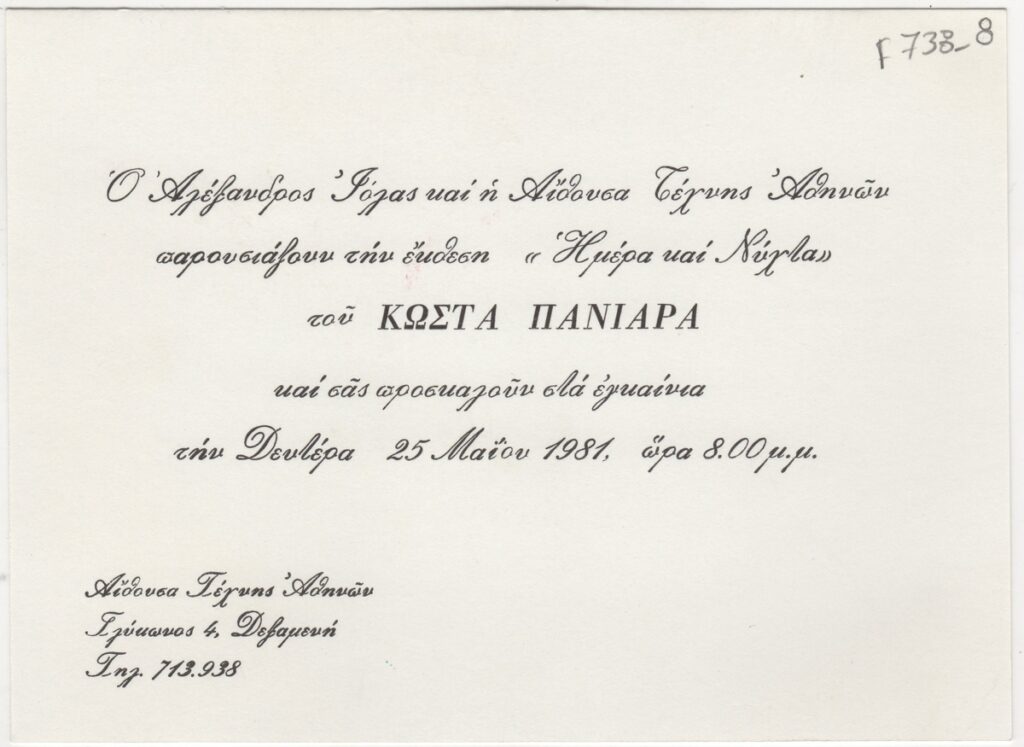 F 738_8
Ὁ Ἀλέξανδρος Ἰόλας καί ἡ Αἴθουσα Τέχνης Ἀθηνῶν
παρουσιάζουν τήν ἔκθεση «Ἡμέρα καί Νύχτα»
τοῦ ΚΩΣΤΑ ΠΑΝΙΑΡΑ
καί σᾶς προσκαλοῦν στά ἐγκαίνια
τήν Δευτέρα 25 Μαΐου 1981, ὥρα 8.00 μ.μ.
Αἴθουσα Τέχνης Ἀθηνῶν
Γλύκωνος 4, Δεξαμενή
Τηλ. 713.938